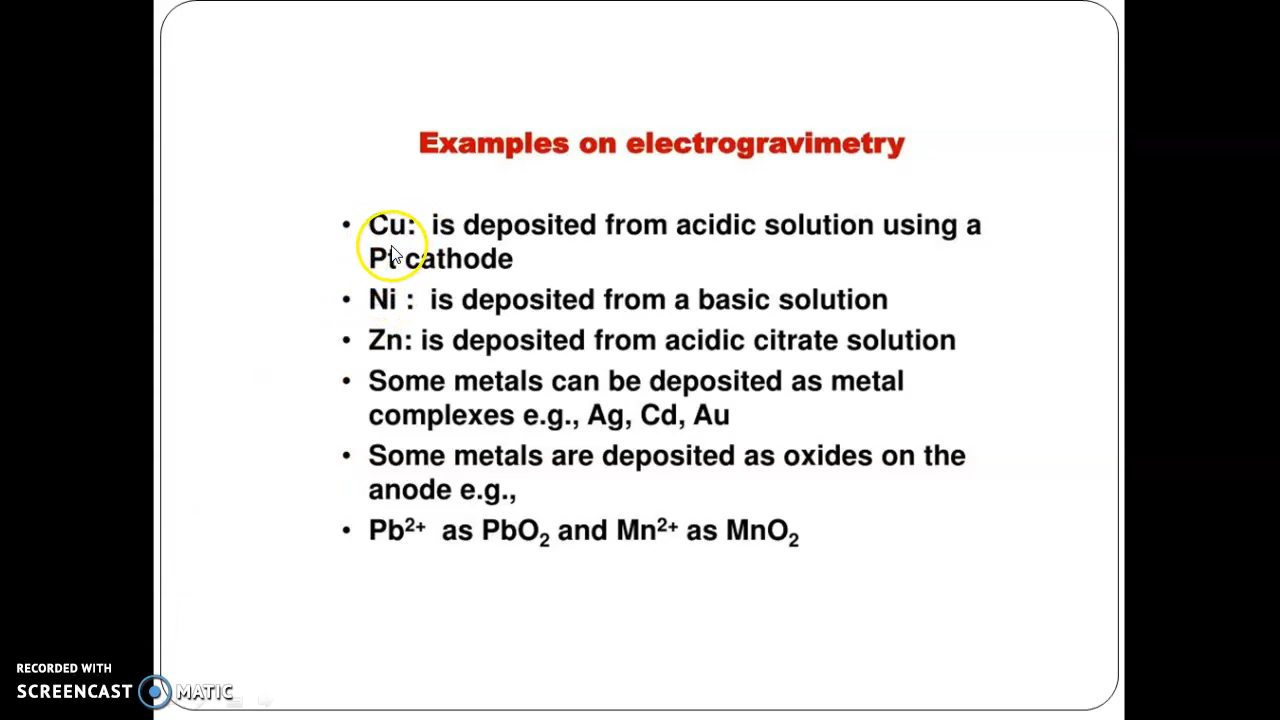 Examples on electrogravimetry
• Cu: is deposited from acidic solution using a
Pt cathode
• Ni : is deposited from a basic solution
• Zn: is deposited from acidic citrate solution
• Some metals can be deposited as metal
complexes e.g., Ag, Cd, Au
• Some metals are deposited as oxides on the
anode e.g.,
• Pb²⁺ as PbO₂ and Mn²⁺ as MnO₂
RECORDED WITH
SCREENCAST MATIC